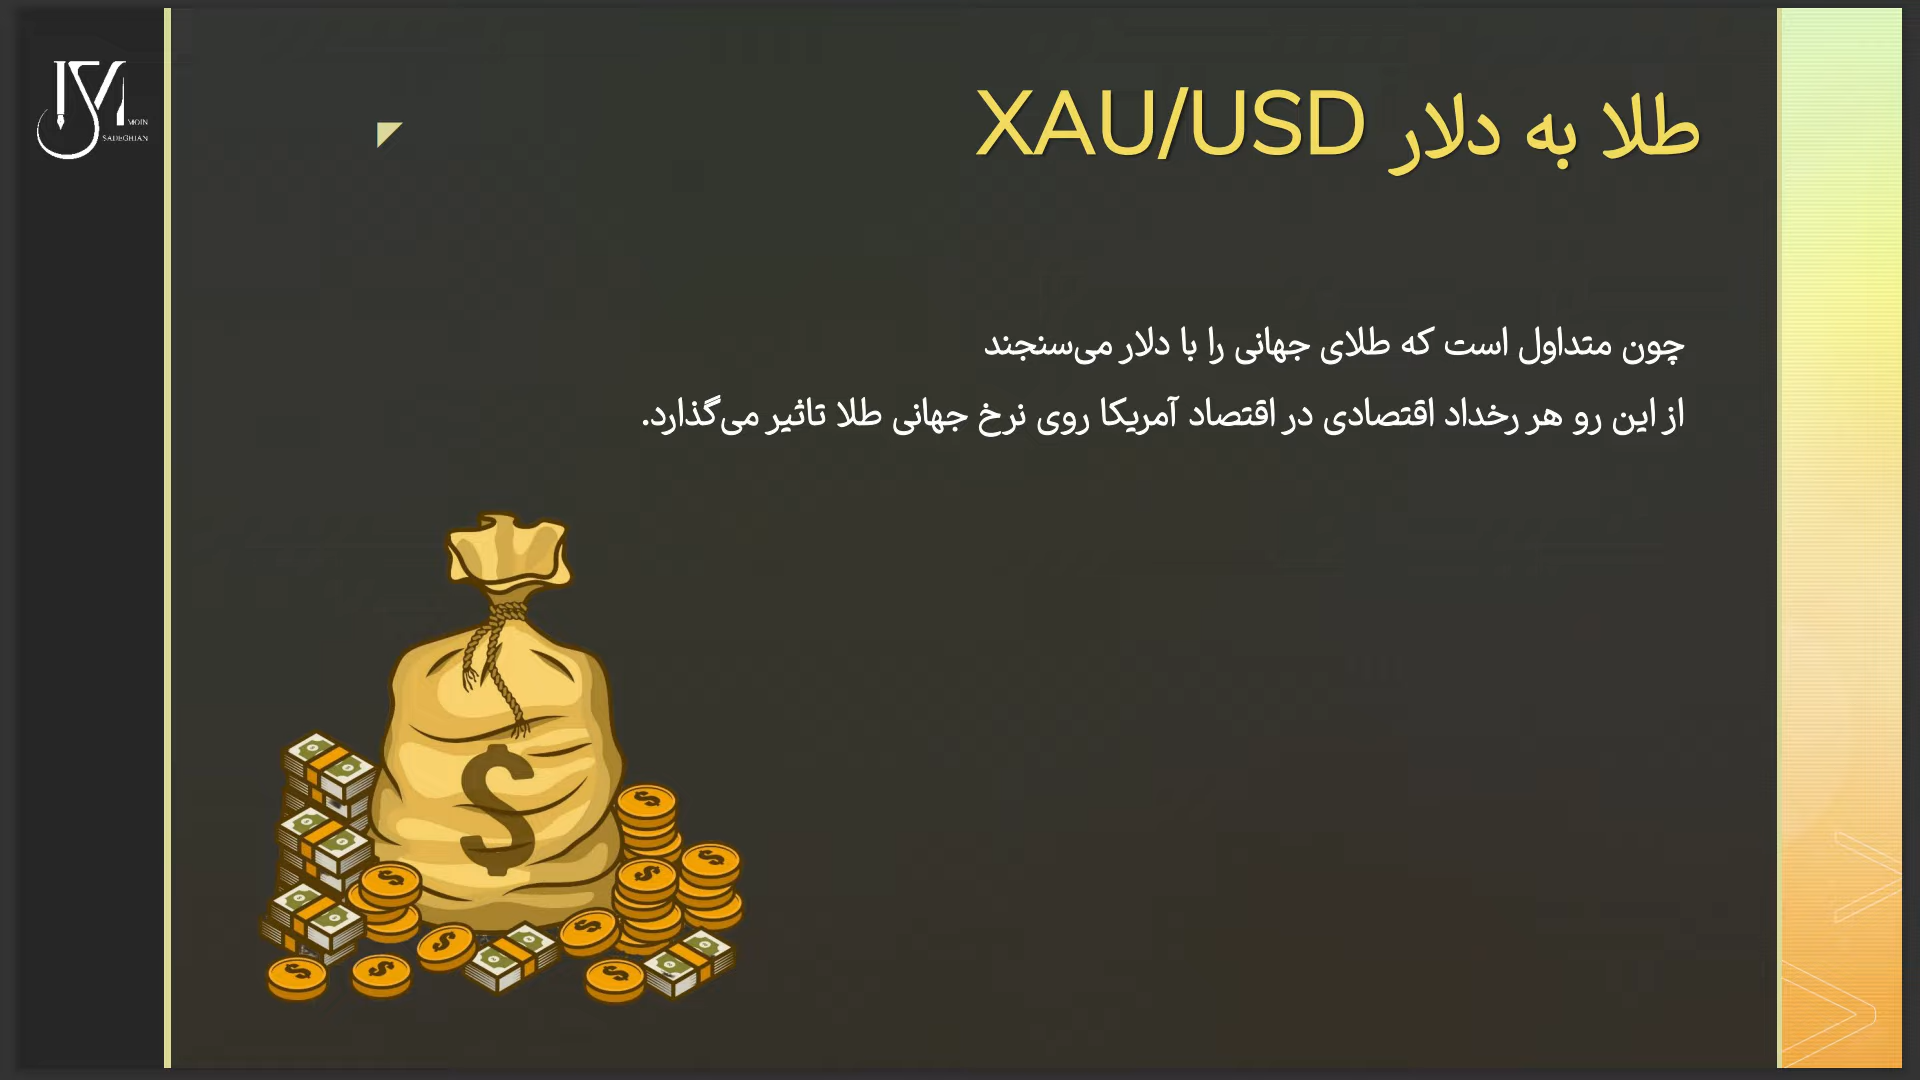 طلا به دلار XAU/USD
چون متداول است که طلای جهانی را با دلار می‌سنجند
از این رو هر رخداد اقتصادی در اقتصاد آمریکا روی نرخ جهانی طلا تاثیر می‌گذارد.
MOIN
SADEGHIAN